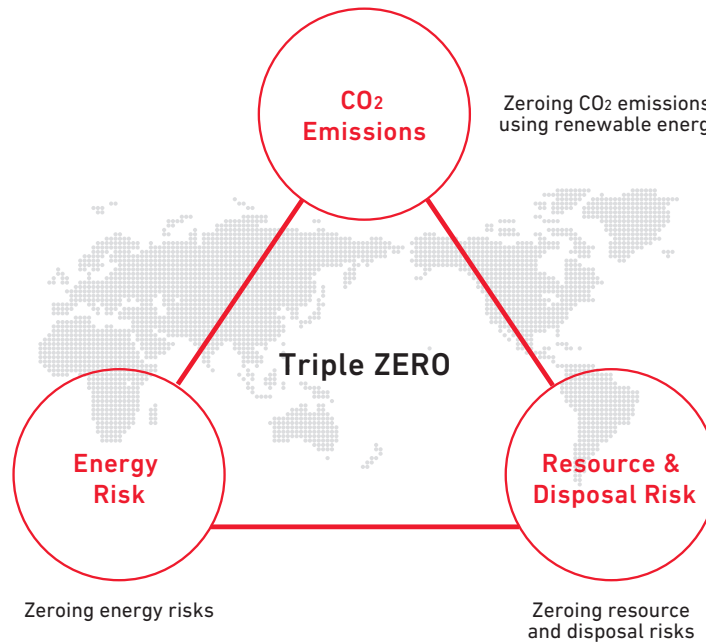 CO2
Emissions
Zeroing CO2 emissions
using renewable energ
Triple ZERO
Energy
Risk
Resource &
Disposal Risk
Zeroing energy risks
Zeroing resource
and disposal risks